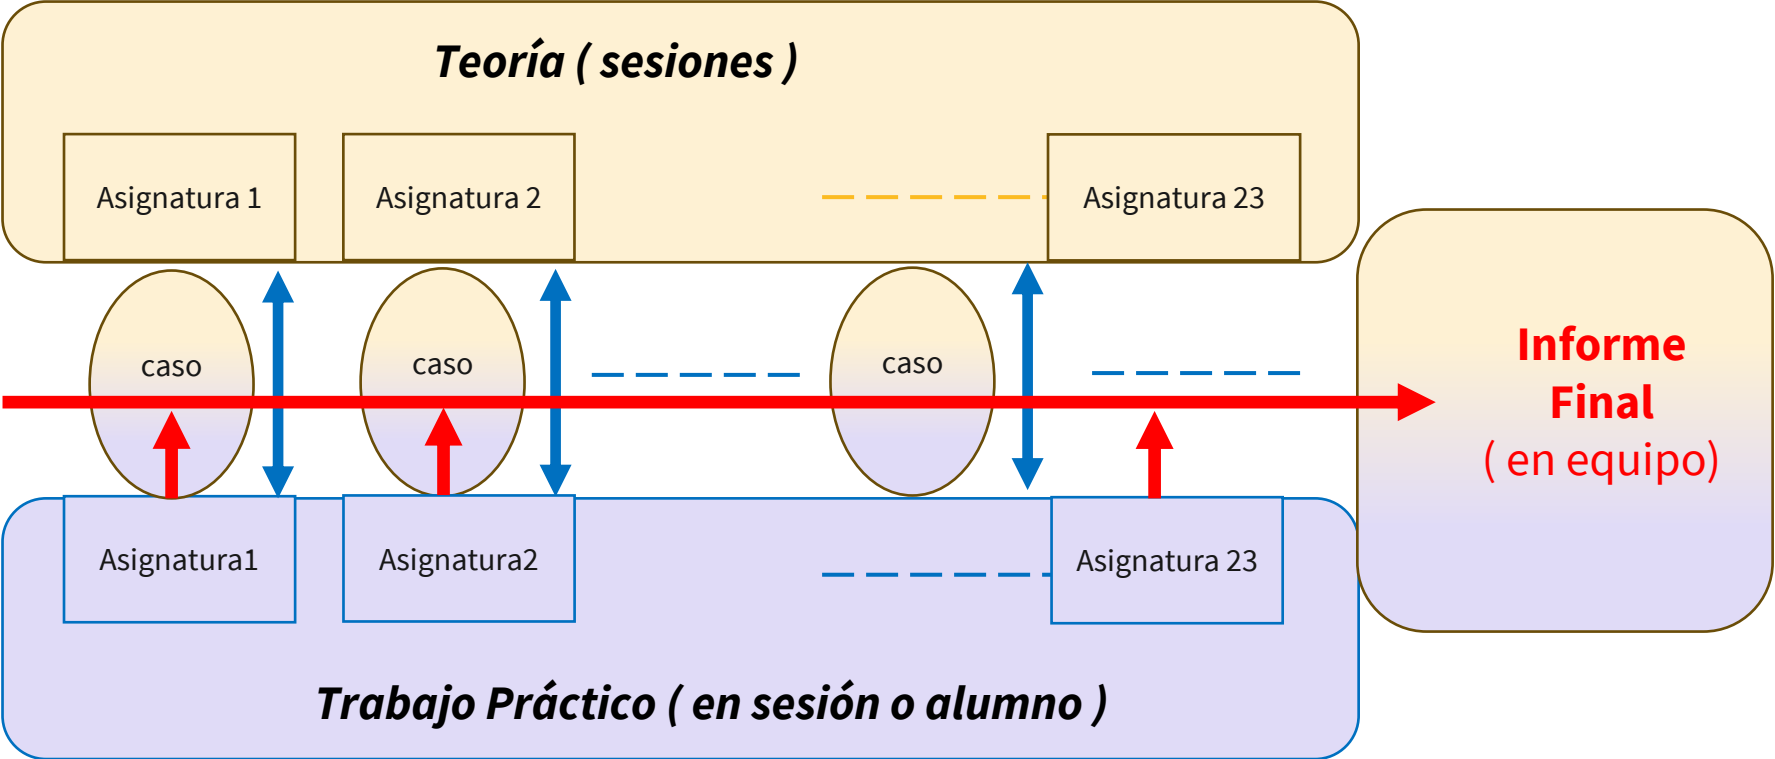 Teoría ( sesiones )
Asignatura 1
Asignatura 2
Asignatura 23
caso
caso
caso
Informe
Final
( en equipo)
Asignatura1
Asignatura2
Asignatura 23
Trabajo Práctico ( en sesión o alumno )